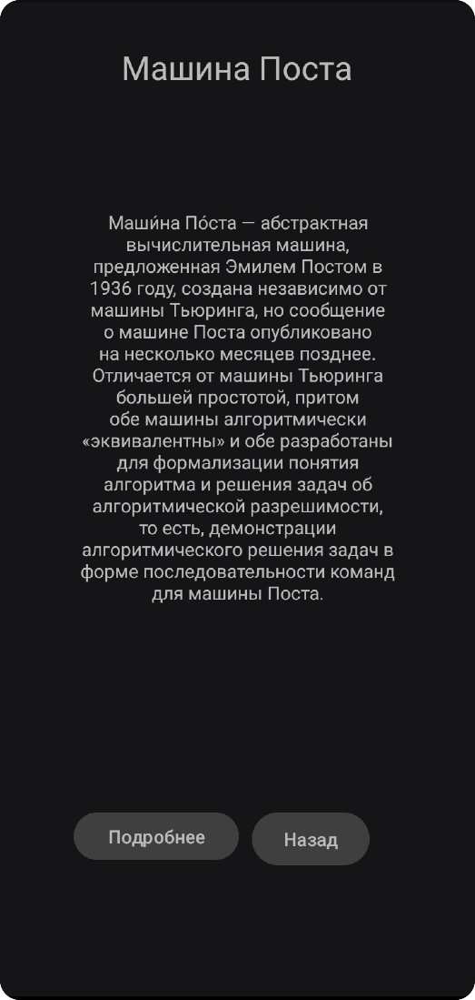 Машина Поста
Маши́на По́ста — абстрактная
вычислительная машина,
предложенная Эмилем Постом в
1936 году, создана независимо от
машины Тьюринга, но сообщение
о машине Поста опубликовано
на несколько месяцев позднее.
Отличается от машины Тьюринга
большей простотой, притом
обе машины алгоритмически
«эквивалентны» и обе разработаны
для формализации понятия
алгоритма и решения задач об
алгоритмической разрешимости,
то есть, демонстрации
алгоритмического решения задач в
форме последовательности команд
для машины Поста.
Подробнее
Назад